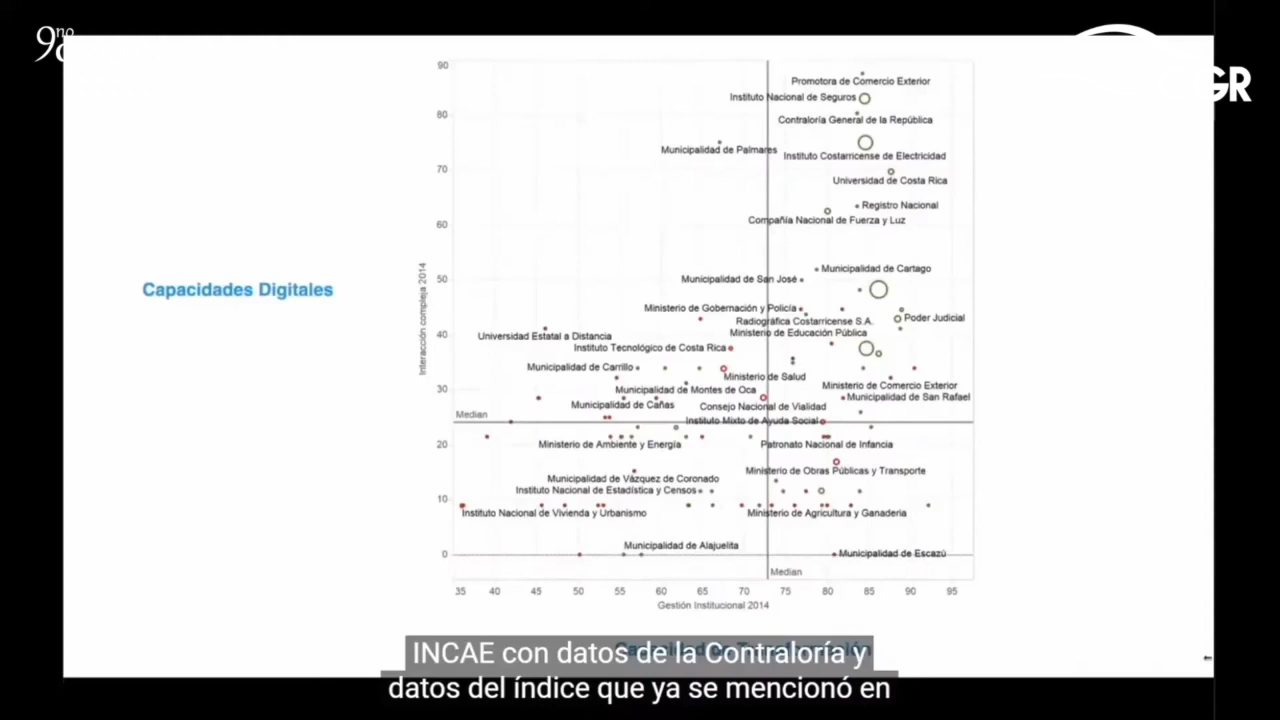 9no
GR
90
Promotora de Comercio Exterior
Instituto Nacional de Seguros
80
Contraloría General de la República
Municipalidad de Palmares
Instituto Costarricense de Electricidad
70
Universidad de Costa Rica
Registro Nacional
60
Compañía Nacional de Fuerza y Luz
Municipalidad de Cartago
50
Municipalidad de San José
Capacidades Digitales
Interacción compleja 2014
Ministerio de Gobernación y Policía
Radiográfica Costarricense S.A.
Poder Judicial
40
Universidad Estatal a Distancia
Ministerio de Educación Pública
Instituto Tecnológico de Costa Rica
Municipalidad de Carrillo
Ministerio de Salud
30
Municipalidad de Montes de Oca
Ministerio de Comercio Exterior
Municipalidad de San Rafael
Municipalidad de Cañas
Consejo Nacional de Vialidad
Median
Instituto Mixto de Ayuda Social
20
Ministerio de Ambiente y Energía
Patronato Nacional de Infancia
Ministerio de Obras Públicas y Transporte
Municipalidad de Vázquez de Coronado
10
Instituto Nacional de Estadística y Censos
Instituto Nacional de Vivienda y Urbanismo
Ministerio de Agricultura y Ganaderia
Municipalidad de Alajuelita
0
Municipalidad de Escazú
Median
35 40 45 50 55 60 65 70 75 80 85 90 95
Gestión Institucional 2014
INCAE con datos de la Contraloría y
datos del índice que ya se mencionó en